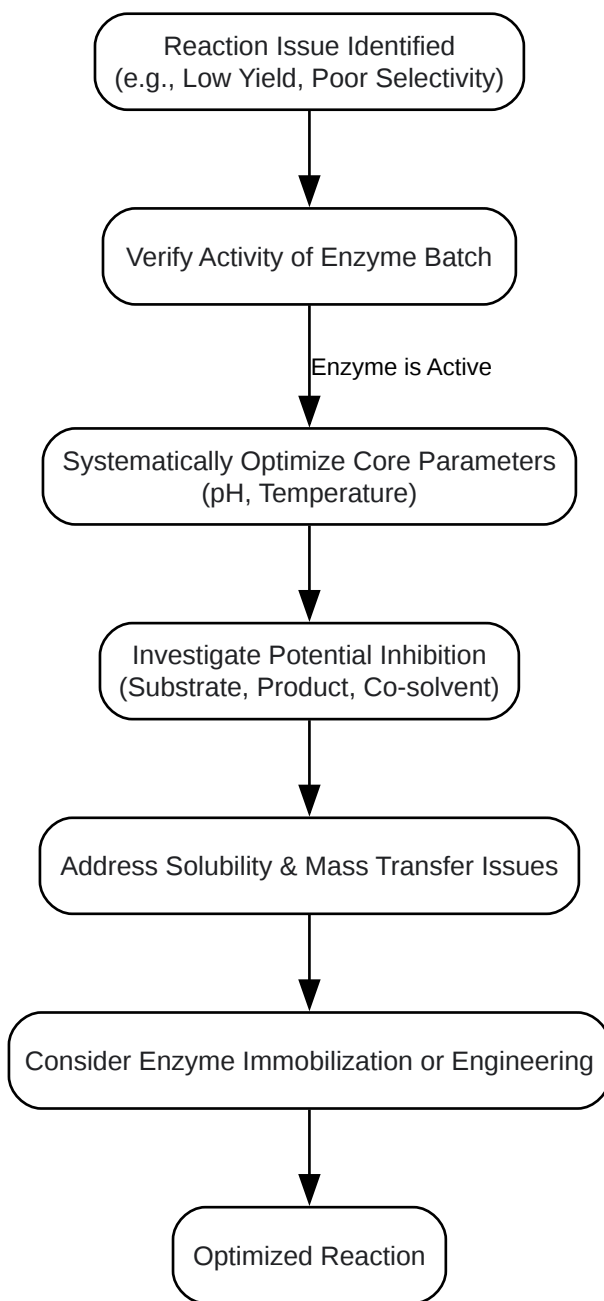 Reaction Issue Identified
(e.g., Low Yield, Poor Selectivity)
Verify Activity of Enzyme Batch
Enzyme is Active
Systematically Optimize Core Parameters
(pH, Temperature)
Investigate Potential Inhibition
(Substrate, Product, Co-solvent)
Address Solubility & Mass Transfer Issues
Consider Enzyme Immobilization or Engineering
Optimized Reaction